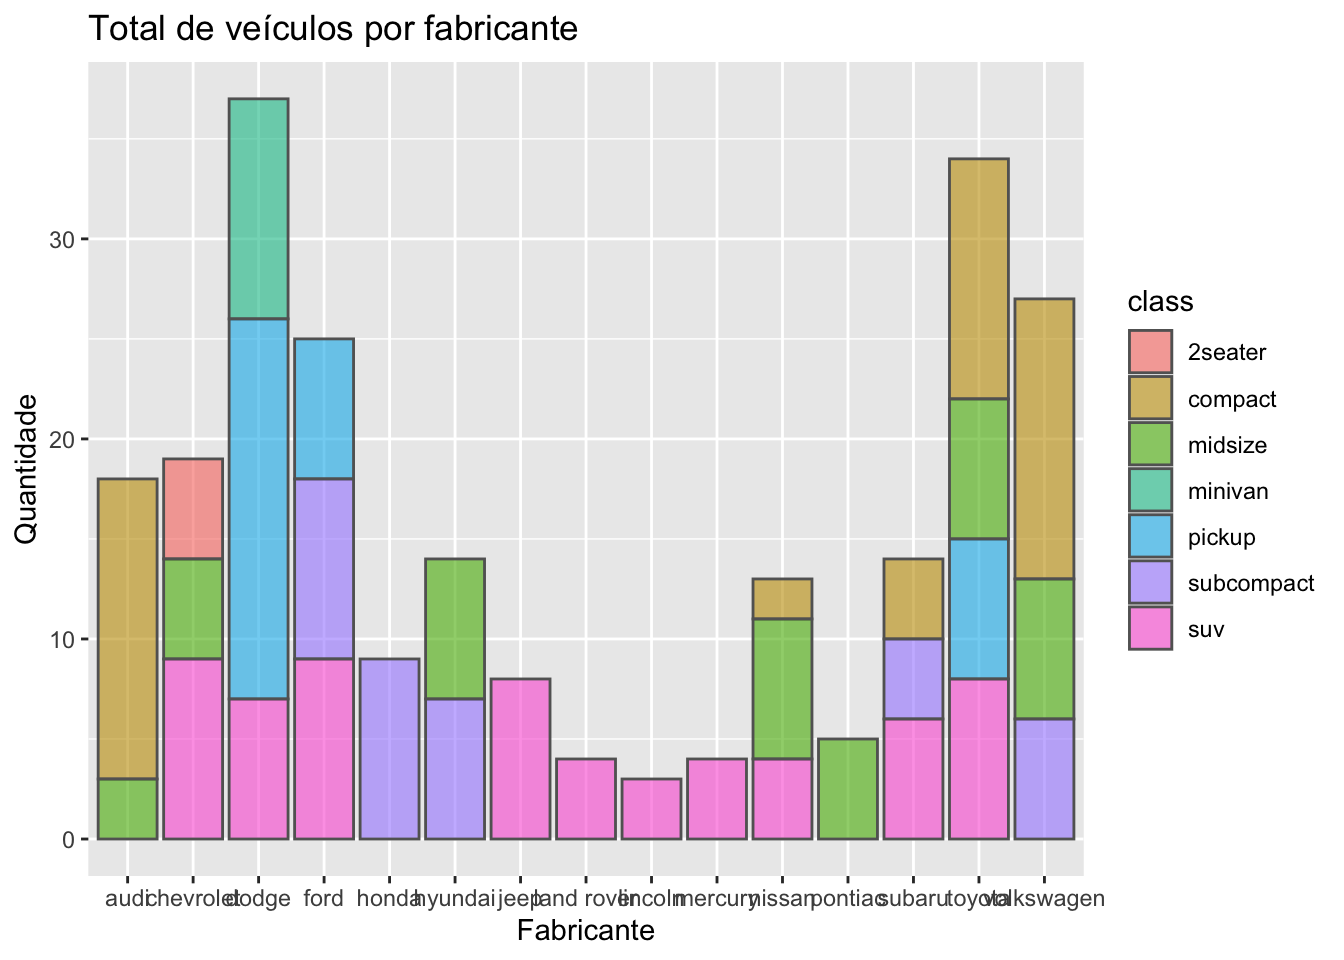 Total de veículos por fabricante
Quantidade
30
20
10
0
audi chevrolet dodge ford honda hyundai jeep land rover lincoln mercury nissan pontiac subaru toyota volkswagen
Fabricante
class
2seater
compact
midsize
minivan
pickup
subcompact
suv